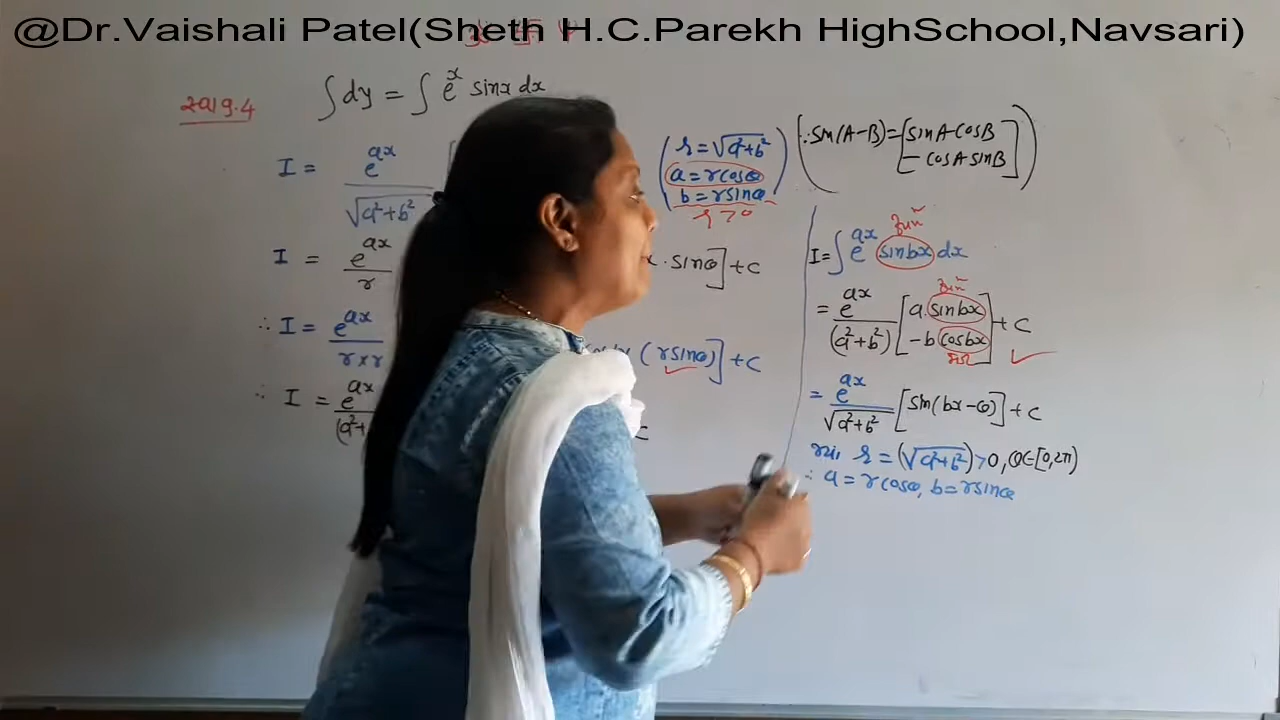 @Dr.Vaishali Patel(Sheth H.C.Parekh HighSchool,Navsari)
∫dy = ∫ e^x sinx dx
I = e^ax / √a²+b² [
(r = √a²+b²
a = r cosθ
b = r sinθ)
r > 0
(∵ sin(A-B) = [sinA cosB
- cosA sinB])
I = e^ax / r
. sinθ] + c
∴ I = e^ax / r×r
(r sinθ)] + c
∴ I = e^ax / (a²+
c
I = ∫ e^ax sinbx dx
= e^ax / (a²+b²) [a sinbx
- b cosbx] + c
= e^ax / √a²+b² [sin(bx-θ)] + c
r = (√a²+b²) > 0, θ∈[0,2π)
∴ a = r cosθ, b = r sinθ